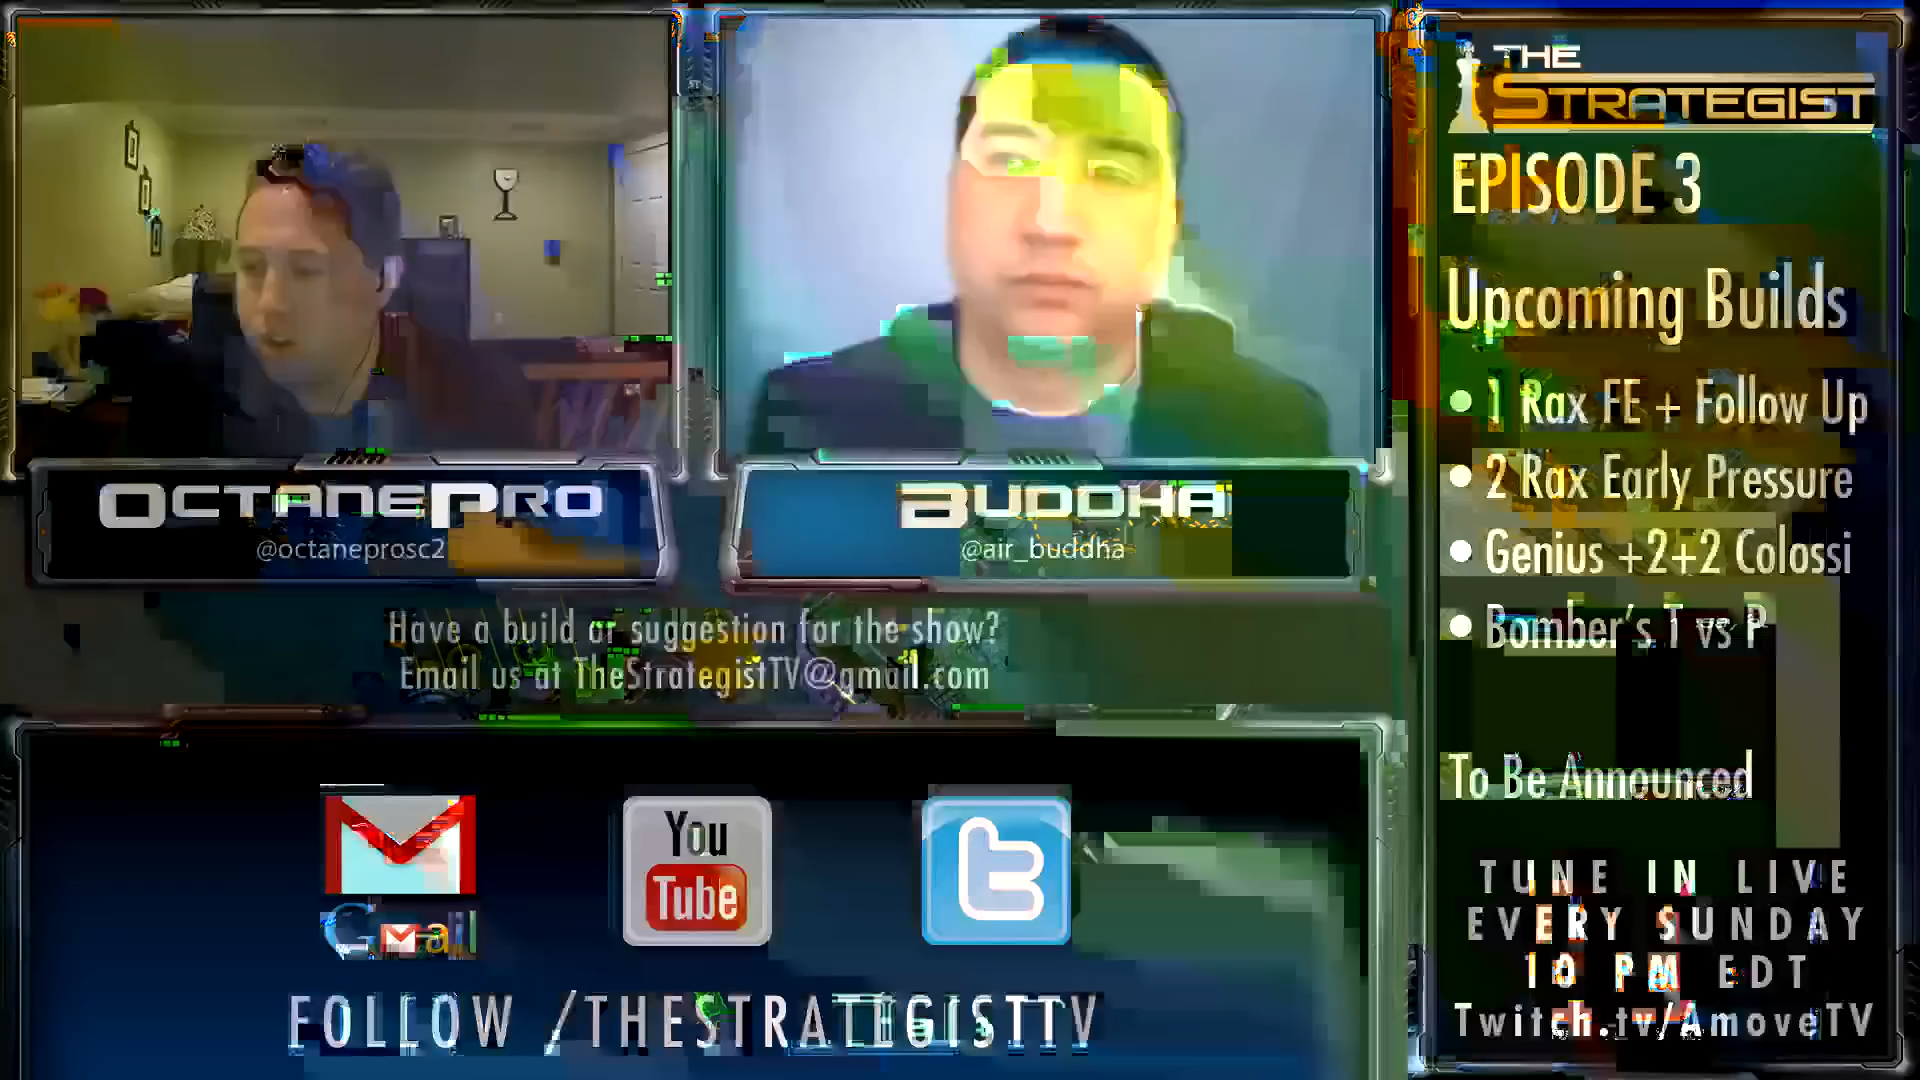 OCTANEPRO
@octaneprosc2
BUDDHA
@air_buddha
Have a build or suggestion for the show?
Email us at TheStrategistTV@gmail.com
Gmail
You
Tube
FOLLOW /THESTRATEGISTTV
THE
STRATEGIST
EPISODE 3
Upcoming Builds
• 1 Rax FE + Follow Up
• 2 Rax Early Pressure
• Genius +2+2 Colossi
• Bomber's T vs P
To Be Announced
TUNE IN LIVE
EVERY SUNDAY
10 PM EDT
Twitch.tv/AmoveTV